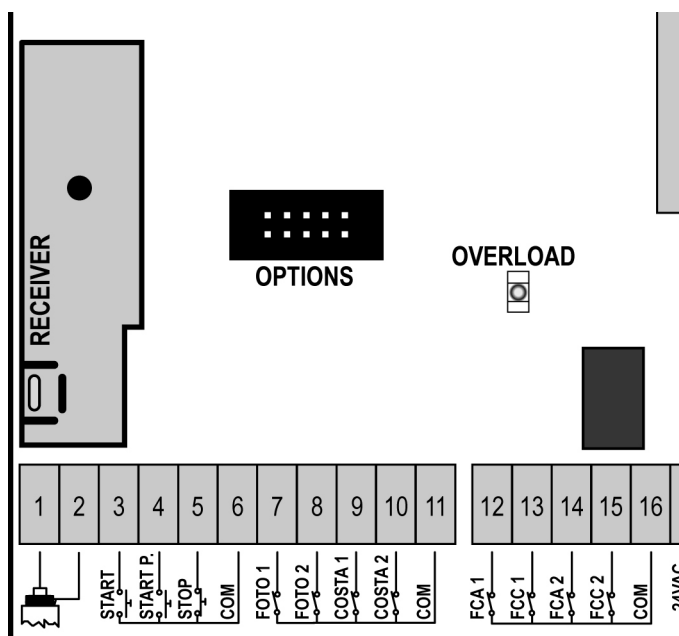 RECEIVER
OPTIONS
OVERLOAD
1 2 3 4 5 6 7 8 9 10 11 12 13 14 15 16
START
START P.
STOP
COM
FOTO 1
FOTO 2
COSTA 1
COSTA 2
COM
FCA 1
FCC 1
FCA 2
FCC 2
COM
24VAC